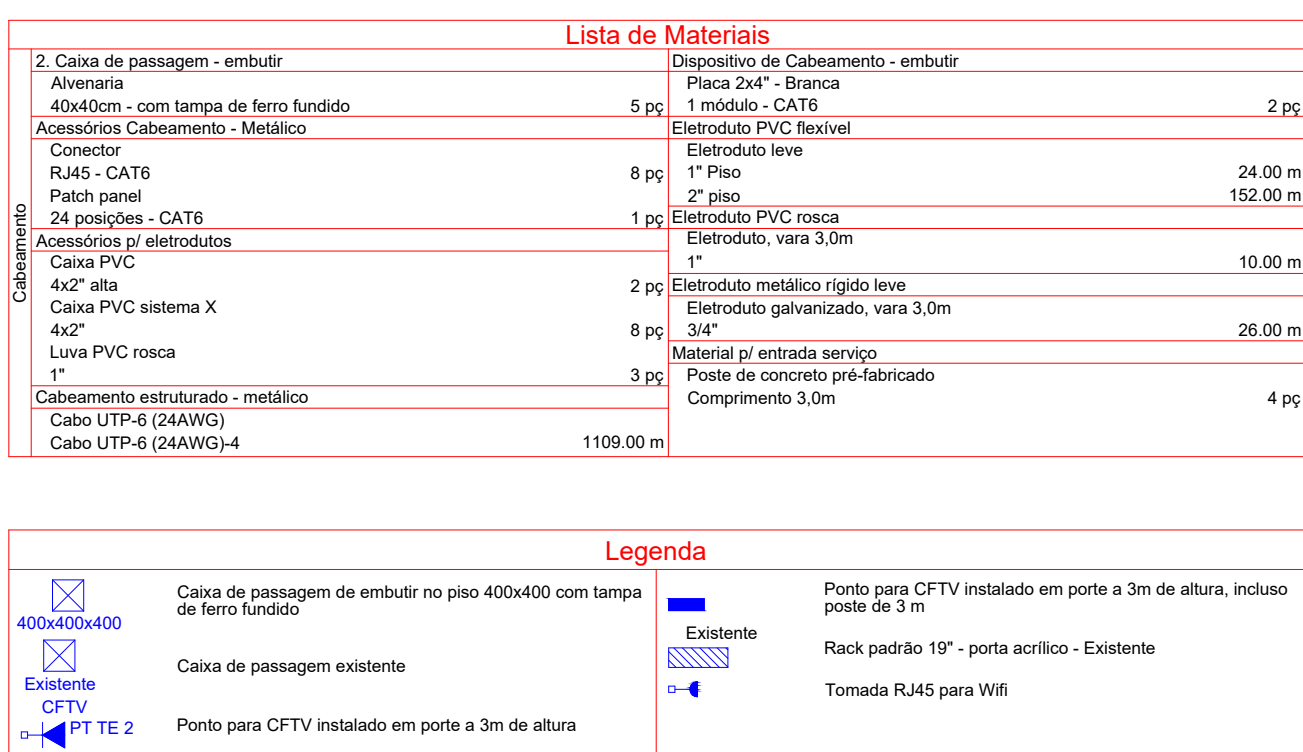 Lista de Materiais
Cabeamento
2. Caixa de passagem - embutir
Alvenaria
40x40cm - com tampa de ferro fundido 5 pç
Acessórios Cabeamento - Metálico
Conector
RJ45 - CAT6 8 pç
Patch panel
24 posições - CAT6 1 pç
Acessórios p/ eletrodutos
Caixa PVC
4x2" alta 2 pç
Caixa PVC sistema X
4x2" 8 pç
Luva PVC rosca
1" 3 pç
Cabeamento estruturado - metálico
Cabo UTP-6 (24AWG)
Cabo UTP-6 (24AWG)-4 1109.00 m
Dispositivo de Cabeamento - embutir
Placa 2x4" - Branca
1 módulo - CAT6 2 pç
Eletroduto PVC flexível
Eletroduto leve
1" Piso 24.00 m
2" piso 152.00 m
Eletroduto PVC rosca
Eletroduto, vara 3,0m
1" 10.00 m
Eletroduto metálico rígido leve
Eletroduto galvanizado, vara 3,0m
3/4" 26.00 m
Material p/ entrada serviço
Poste de concreto pré-fabricado
Comprimento 3,0m 4 pç
Legenda
400x400x400
Caixa de passagem de embutir no piso 400x400 com tampa
de ferro fundido
Existente
Caixa de passagem existente
CFTV
PT TE 2
Ponto para CFTV instalado em porte a 3m de altura
Ponto para CFTV instalado em porte a 3m de altura, incluso
poste de 3 m
Existente
Rack padrão 19" - porta acrílico - Existente
Tomada RJ45 para Wifi